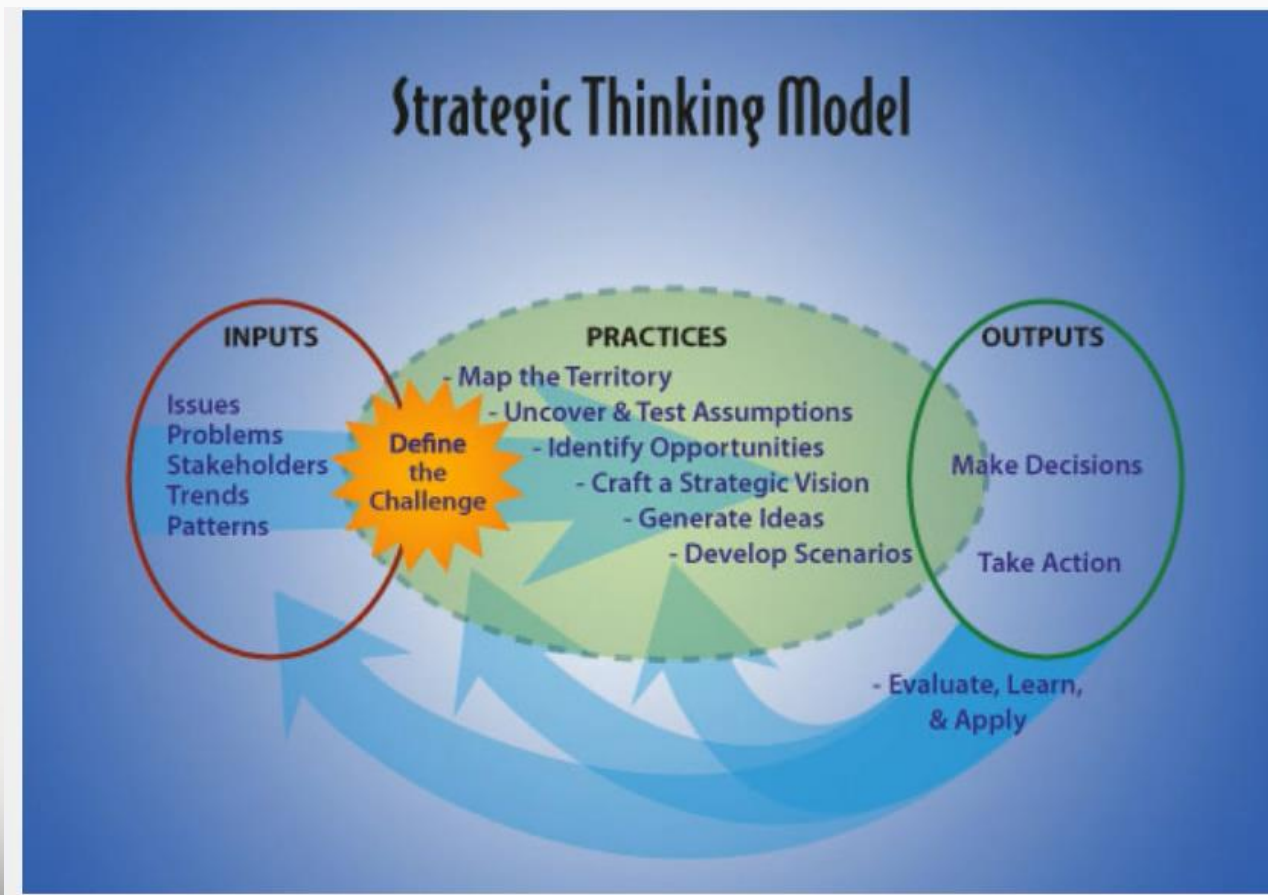 Strategic Thinking Model
INPUTS
Issues
Problems
Stakeholders
Trends
Patterns
Define
the
Challenge
PRACTICES
- Map the Territory
- Uncover & Test Assumptions
- Identify Opportunities
- Craft a Strategic Vision
- Generate Ideas
- Develop Scenarios
OUTPUTS
Make Decisions
Take Action
- Evaluate, Learn,
& Apply